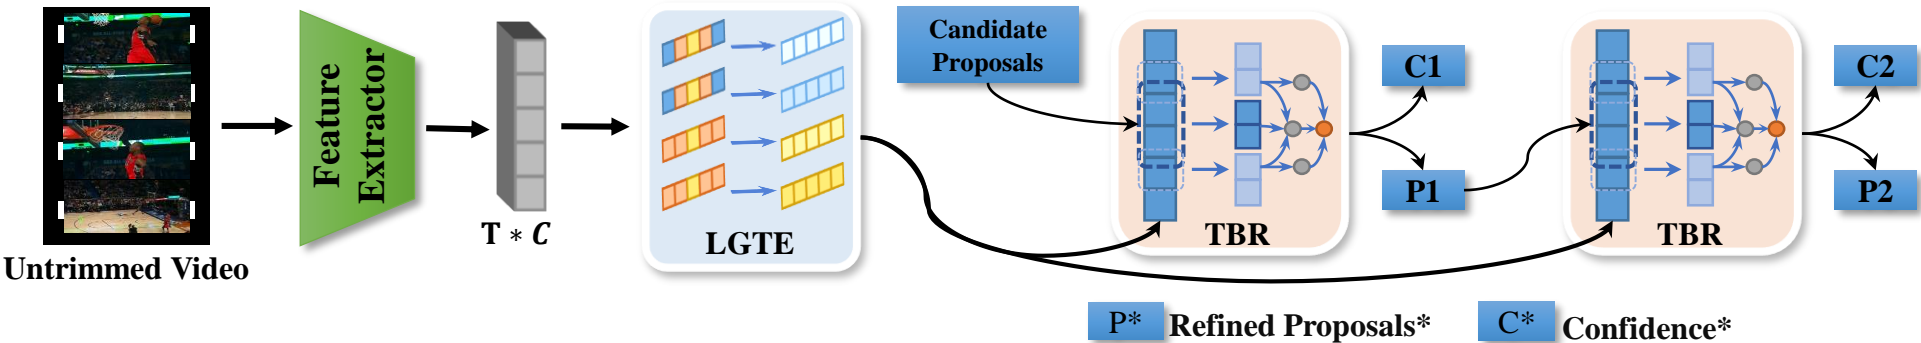 Untrimmed Video
Feature
Extractor
T * C
LGTE
Candidate
Proposals
TBR
C1
P1
TBR
C2
P2
P* Refined Proposals*
C* Confidence*